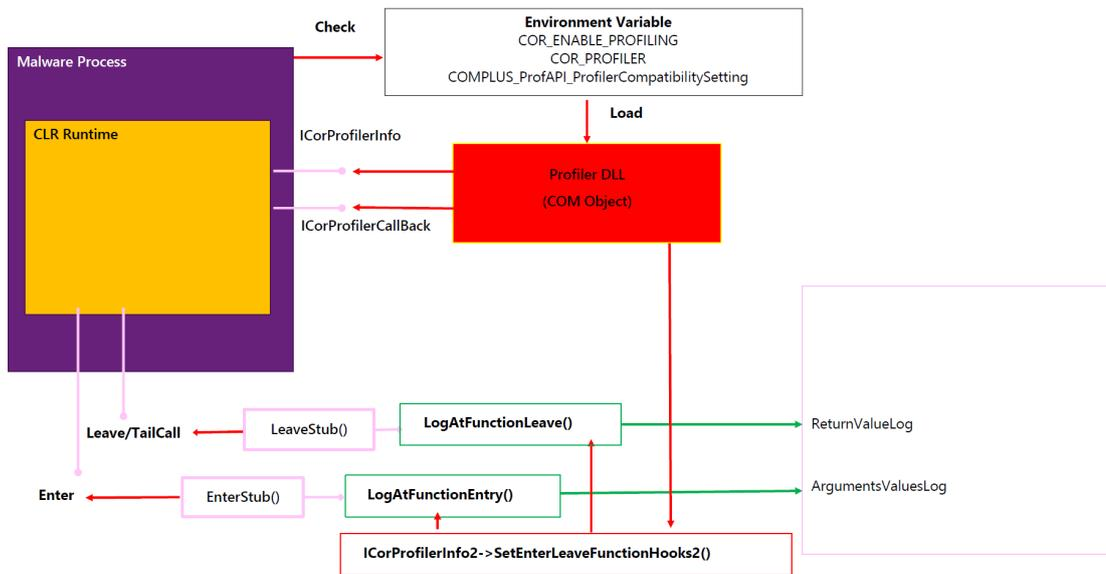 Check
Environment Variable
COR_ENABLE_PROFILING
COR_PROFILER
COMPLUS_ProfAPI_ProfilerCompatibilitySetting
Malware Process
Load
CLR Runtime
ICorProfilerInfo
Profiler DLL
(COM Object)
ICorProfilerCallBack
Leave/TailCall
LeaveStub()
LogAtFunctionLeave()
ReturnValueLog
Enter
EnterStub()
LogAtFunctionEntry()
ArgumentsValuesLog
ICorProfilerInfo2->SetEnterLeaveFunctionHooks2()